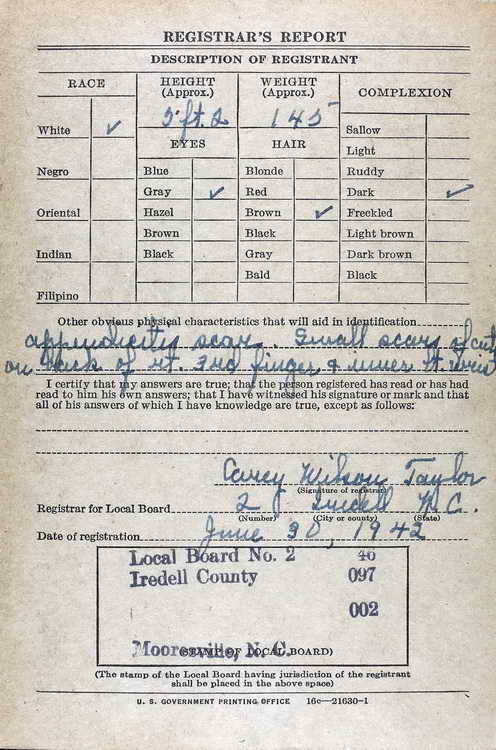 REGISTRAR'S REPORT
DESCRIPTION OF REGISTRANT
RACE
HEIGHT (Approx.)
WEIGHT (Approx.)
COMPLEXION
5 ft. 2
145
White ✓
EYES
HAIR
Sallow
Light
Negro
Blue
Blonde
Ruddy
Gray ✓
Red
Dark ✓
Oriental
Hazel
Brown ✓
Freckled
Brown
Black
Light brown
Indian
Black
Gray
Dark brown
Bald
Black
Filipino
Other obvious physical characteristics that will aid in identification
appendicitis scar. Small scars of cut
on back of rt. 3rd finger & inner lt. wrist
I certify that my answers are true; that the person registered has read or has had
read to him his own answers; that I have witnessed his signature or mark and that
all of his answers of which I have knowledge are true, except as follows:
Carey Wilson Taylor
(Signature of registrar)
Registrar for Local Board 2 Iredell N.C.
(Number) (City or county) (State)
Date of registration June 30, 1942
Local Board No. 2 46
Iredell County 097
002
Mooresville, N. C.
(STAMP OF LOCAL BOARD)
(The stamp of the Local Board having jurisdiction of the registrant
shall be placed in the above space)
U. S. GOVERNMENT PRINTING OFFICE 16c—21630-1